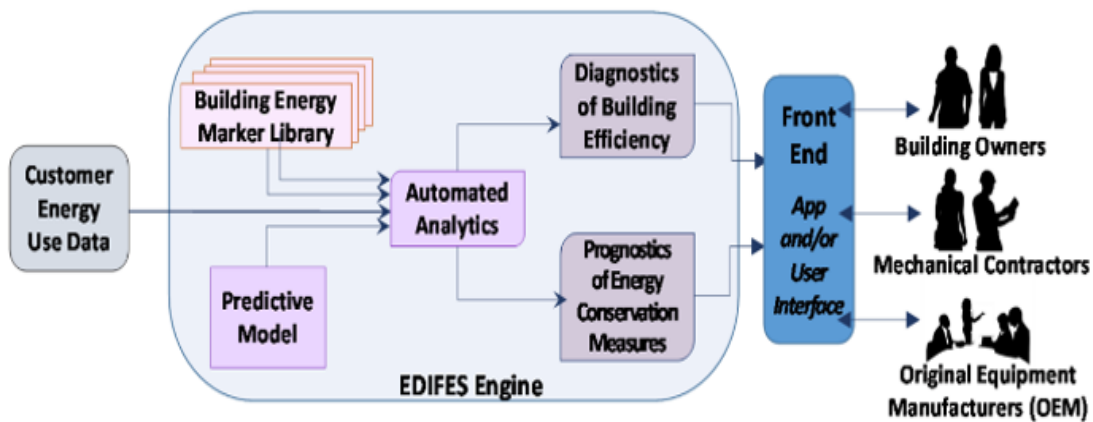 Customer
Energy
Use Data
Building Energy
Marker Library
Predictive
Model
Automated
Analytics
Diagnostics
of Building
Efficiency
Prognostics
of Energy
Conservation
Measures
EDIFES Engine
Front
End
App
and/or
User
Interface
Building Owners
Mechanical Contractors
Original Equipment
Manufacturers (OEM)